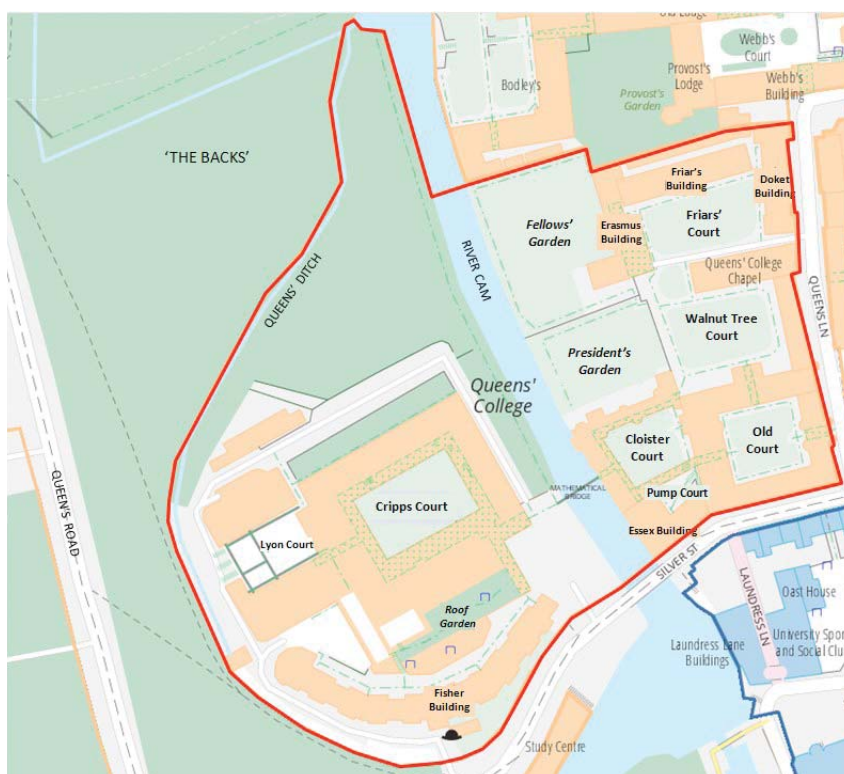 Old Lodge
Webb's
Court
Bodley's
Provost's
Lodge
Provost's
Garden
Webb's
Building
'THE BACKS'
Friar's
Building
Doket
Building
Fellows'
Garden
Erasmus
Building
Friars'
Court
RIVER CAM
QUEENS' DITCH
Queens' College
Chapel
QUEENS LN
Walnut Tree
Court
President's
Garden
Queens'
College
Cloister
Court
Old
Court
QUEEN'S ROAD
MATHEMATICAL
BRIDGE
Pump Court
Cripps Court
Essex Building
Lyon Court
SILVER ST
Roof
Garden
LAUNDRESS LN
Oast House
University Spor
and Social Clu
Laundress Lane
Buildings
Fisher
Building
Study Centre